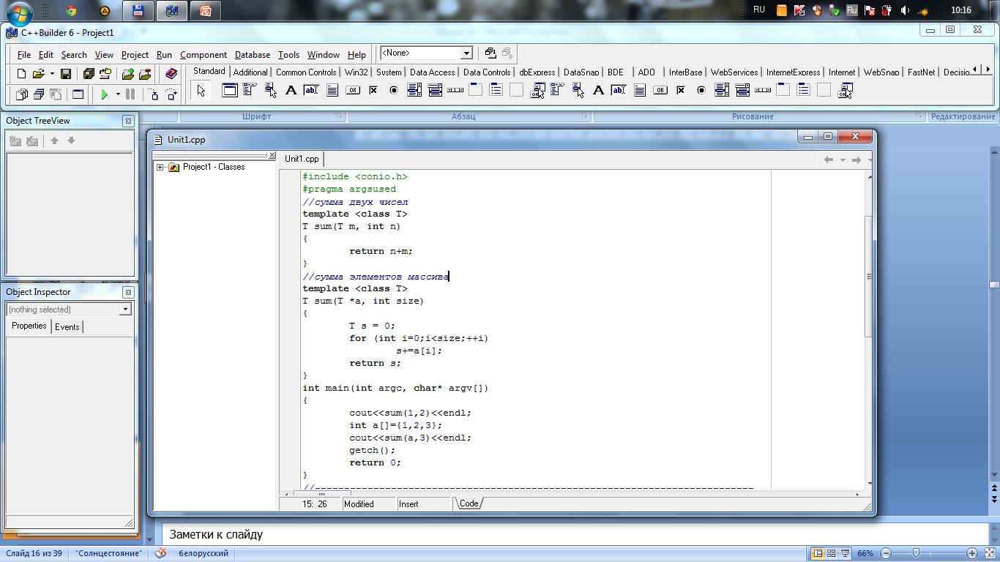 RU
Ru
10:16
C++Builder 6 - Project1
File Edit Search View Project Run Component Database Tools Window Help
<None>
Standard Additional Common Controls Win32 System Data Access Data Controls dbExpress DataSnap BDE ADO InterBase WebServices InternetExpress Internet WebSnap FastNet Decisio
Шрифт Абзац Рисование Редактирование
Object TreeView
Object Inspector
(nothing selected)
Properties Events
Unit1.cpp
Project1 - Classes
Unit1.cpp
#include <conio.h>
#pragma argsused
//сумма двух чисел
template <class T>
T sum(T m, int n)
{
return n+m;
}
//сумма элементов массива
template <class T>
T sum(T *a, int size)
{
T s = 0;
for (int i=0;i<size;++i)
s+=a[i];
return s;
}
int main(int argc, char* argv[])
{
cout<<sum(1,2)<<endl;
int a[]={1,2,3};
cout<<sum(a,3)<<endl;
getch();
return 0;
}
//---------------------------------------------------------------------------
15: 26 Modified Insert Code
Заметки к слайду
Слайд 16 из 39 "Солнцестояние" белорусский 66%